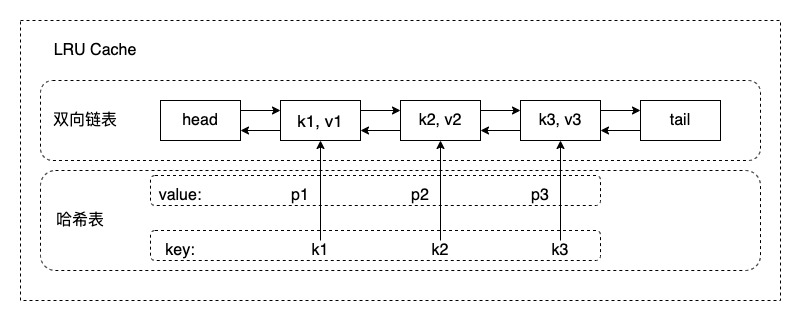 LRU Cache
双向链表 head k1, v1 k2, v2 k3, v3 tail
value: p1 p2 p3
哈希表
key: k1 k2 k3